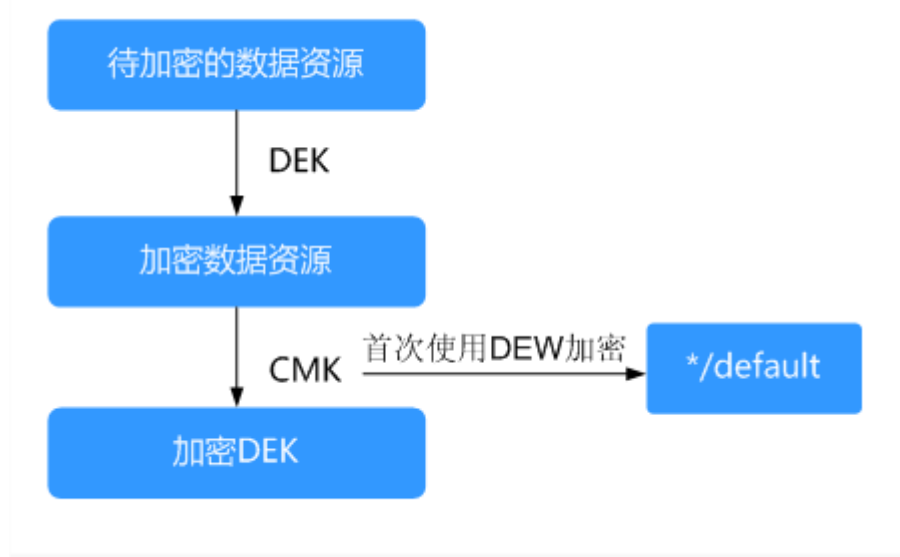 待加密的数据资源
DEK
加密数据资源
首次使用DEW加密
CMK
*/default
加密DEK